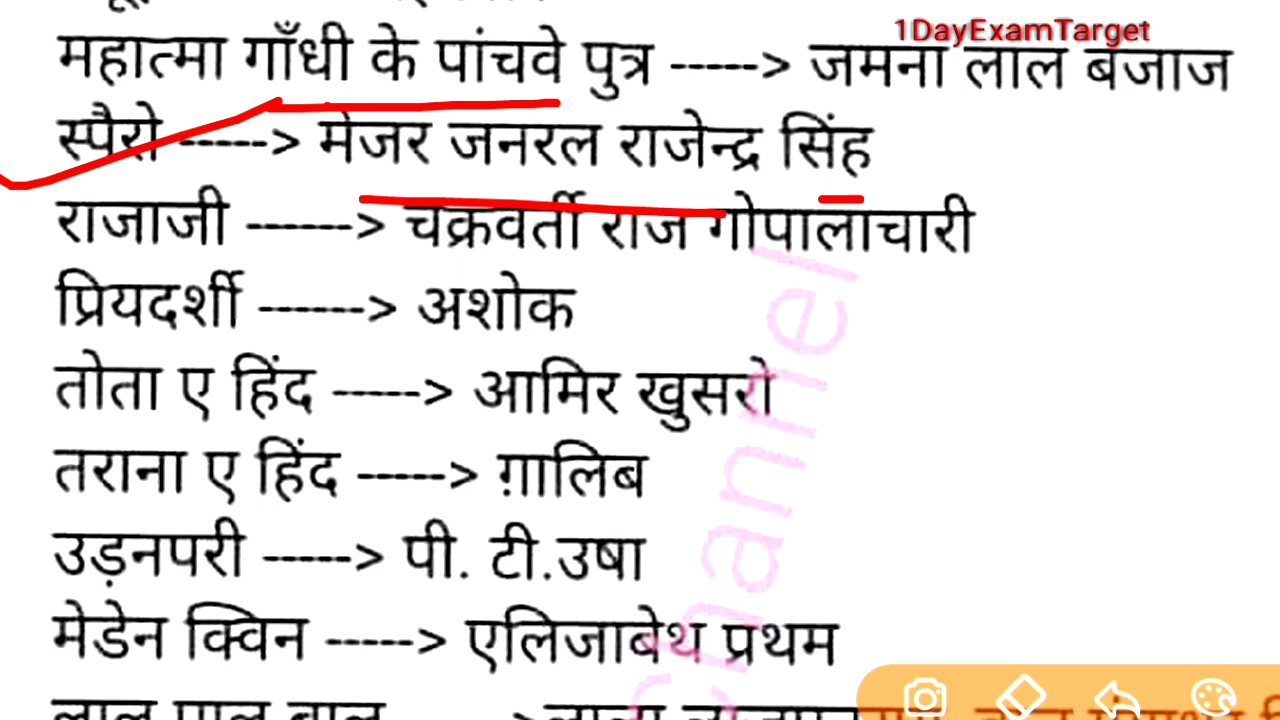 1DayExamTarget
महात्मा गाँधी के पांचवे पुत्र -----> जमना लाल बजाज
स्पैरो -----> मेजर जनरल राजेन्द्र सिंह
राजाजी ------> चक्रवर्ती राज गोपालाचारी
प्रियदर्शी ------> अशोक
तोता ए हिंद -----> आमिर खुसरो
तराना ए हिंद -----> ग़ालिब
उड़नपरी -----> पी. टी.उषा
मेडेन क्विन -----> एलिजाबेथ प्रथम
channel